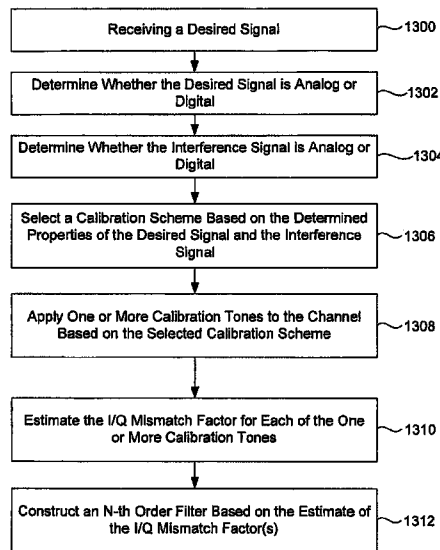 Receiving a Desired Signal
1300
Determine Whether the Desired Signal is Analog or
Digital
1302
Determine Whether the Interference Signal is Analog or
Digital
1304
Select a Calibration Scheme Based on the Determined
Properties of the Desired Signal and the Interference
Signal
1306
Apply One or More Calibration Tones to the Channel
Based on the Selected Calibration Scheme
1308
Estimate the I/Q Mismatch Factor for Each of the One
or More Calibration Tones
1310
Construct an N-th Order Filter Based on the Estimate of
the I/Q Mismatch Factor(s)
1312